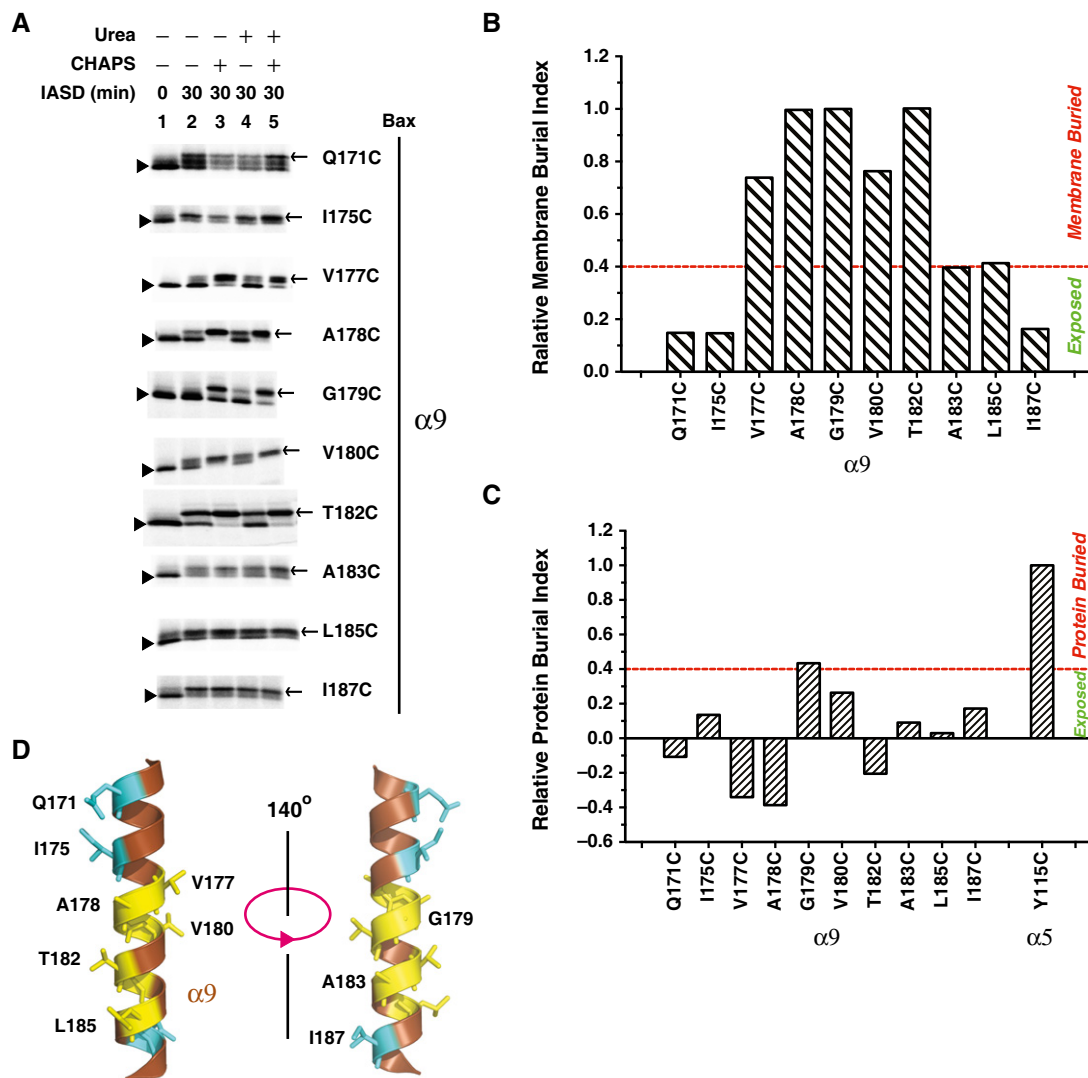 A
Urea − − − + +
CHAPS − − + − +
IASD (min) 0 30 30 30 30
1 2 3 4 5 Bax
Q171C
I175C
V177C
A178C
G179C
V180C
T182C
A183C
L185C
I187C
α9
B
Ralative Membrane Burial Index
1.2
1.0
0.8
0.6
0.4
0.2
0.0
Membrane Buried
Exposed
Q171C I175C V177C A178C G179C V180C T182C A183C L185C I187C
α9
C
Relative Protein Burial Index
1.2
1.0
0.8
0.6
0.4
0.2
0.0
−0.2
−0.4
−0.6
Protein Buried
Exposed
Q171C I175C V177C A178C G179C V180C T182C A183C L185C I187C Y115C
α9 α5
D
Q171
I175
V177
A178
V180
T182
α9
L185
140o
G179
A183
I187